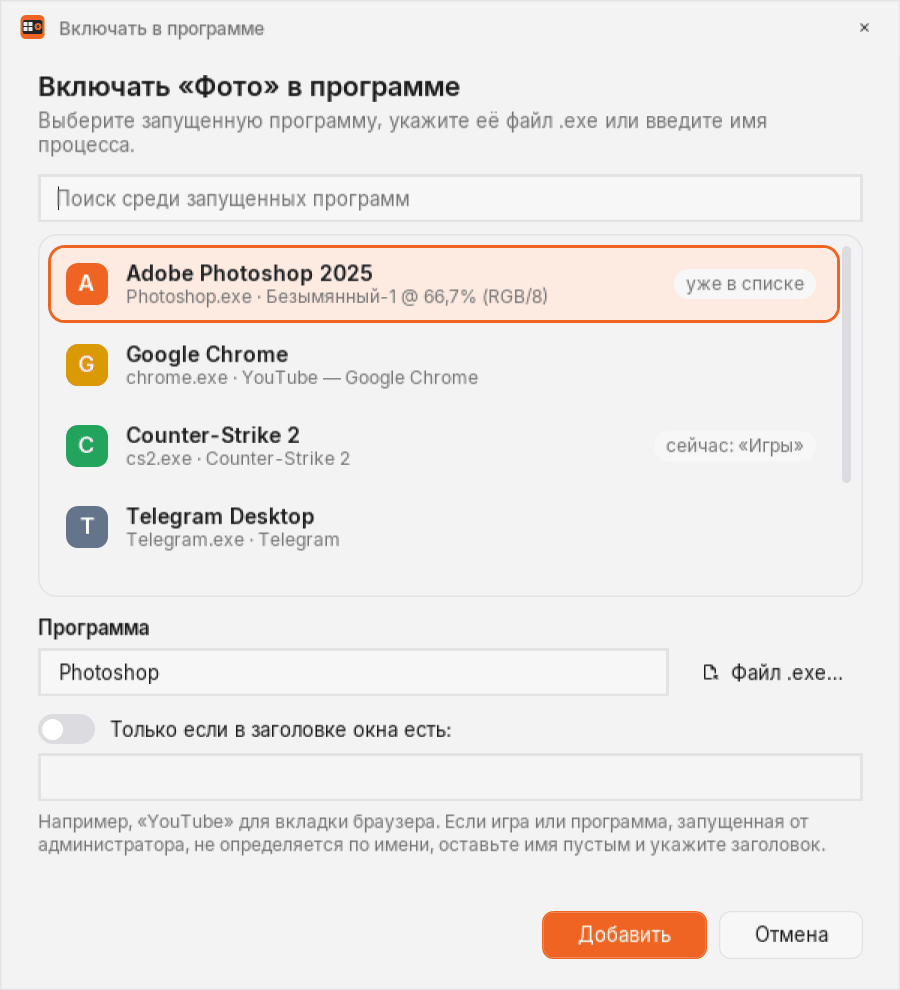 Включать в программе
Включать «Фото» в программе
Выберите запущенную программу, укажите её файл .exe или введите имя
процесса.
Поиск среди запущенных программ
A
Adobe Photoshop 2025
Photoshop.exe · Безымянный-1 @ 66,7% (RGB/8)
уже в списке
G
Google Chrome
chrome.exe · YouTube — Google Chrome
C
Counter-Strike 2
cs2.exe · Counter-Strike 2
сейчас: «Игры»
T
Telegram Desktop
Telegram.exe · Telegram
Программа
Photoshop
Файл .exe...
Только если в заголовке окна есть:
Например, «YouTube» для вкладки браузера. Если игра или программа, запущенная от
администратора, не определяется по имени, оставьте имя пустым и укажите заголовок.
Добавить
Отмена